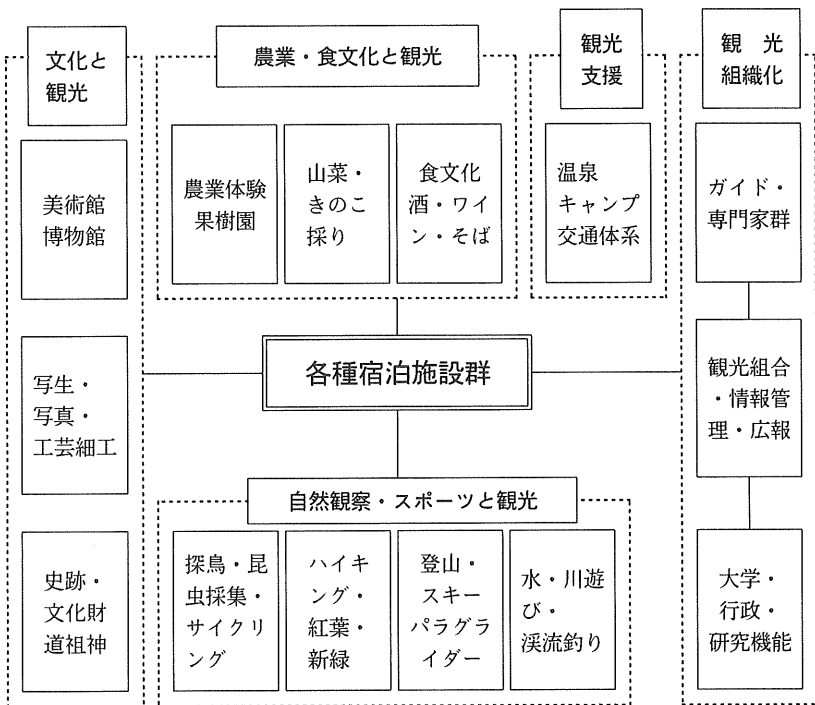 文化と
観光
農業・食文化と観光
観光
支援
観光
組織化
美術館
博物館
農業体験
果樹園
山菜・
きのこ
採り
食文化
酒・ワイ
ン・そば
温泉
キャンプ
交通体系
ガイド・
専門家群
写生・
写真・
工芸細工
各種宿泊施設群
観光組合
・情報管
理・広報
史跡・
文化財
道祖神
自然観察・スポーツと観光
探鳥・昆
虫採集・
サイクリ
ング
ハイキ
ング・
紅葉・
新緑
登山・
スキー
パラグラ
イダー
水・川遊
び・
渓流釣り
大学・
行政・
研究機能